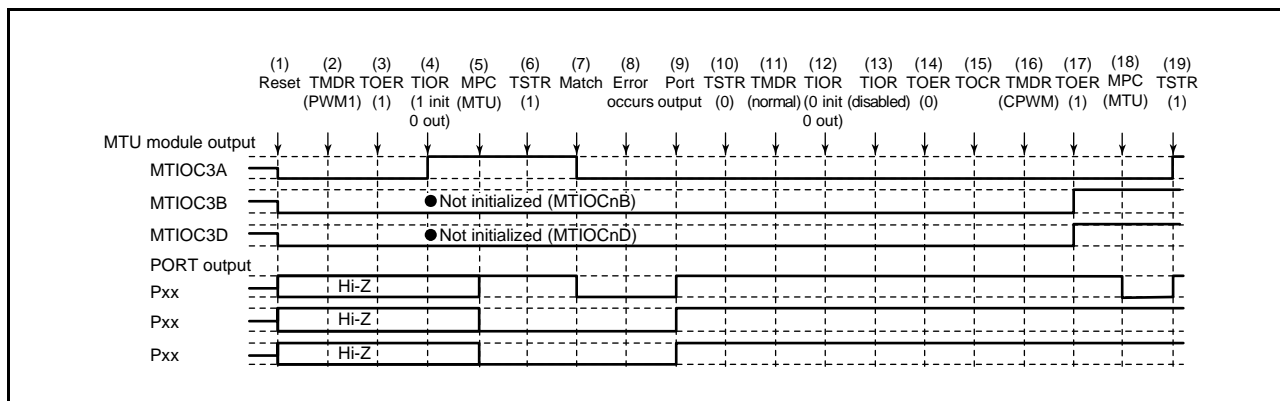 (1) (2) (3) (4) (5) (6) (7) (8) (9) (10) (11) (12) (13) (14) (15) (16) (17) (18) (19)
Reset TMDR TOER TIOR MPC TSTR Match Error Port TSTR TMDR TIOR TIOR TOER TOCR TMDR TOER MPC TSTR
(PWM1) (1) (1 init (MTU) (1) occurs output (0) (normal) (0 init (disabled) (0) (CPWM) (1) (MTU) (1)
0 out) 0 out)
MTU module output
MTIOC3A
MTIOC3B ●Not initialized (MTIOCnB)
MTIOC3D ●Not initialized (MTIOCnD)
PORT output
Pxx Hi-Z
Pxx Hi-Z
Pxx Hi-Z